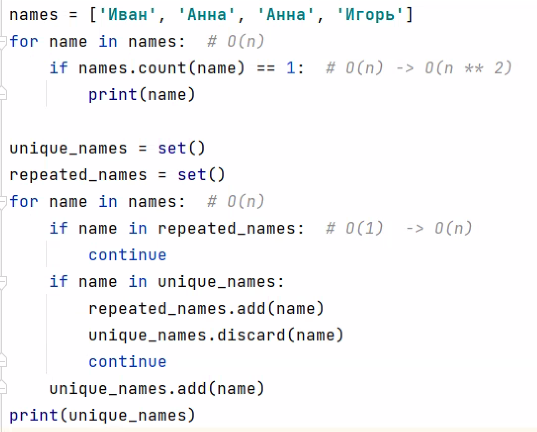 names = ['Иван', 'Анна', 'Анна', 'Игорь']
for name in names:  # O(n)
    if names.count(name) == 1:  # O(n) -> O(n ** 2)
        print(name)

unique_names = set()
repeated_names = set()
for name in names:  # O(n)
    if name in repeated_names:  # O(1)  -> O(n)
        continue
    if name in unique_names:
        repeated_names.add(name)
        unique_names.discard(name)
        continue
    unique_names.add(name)
print(unique_names)